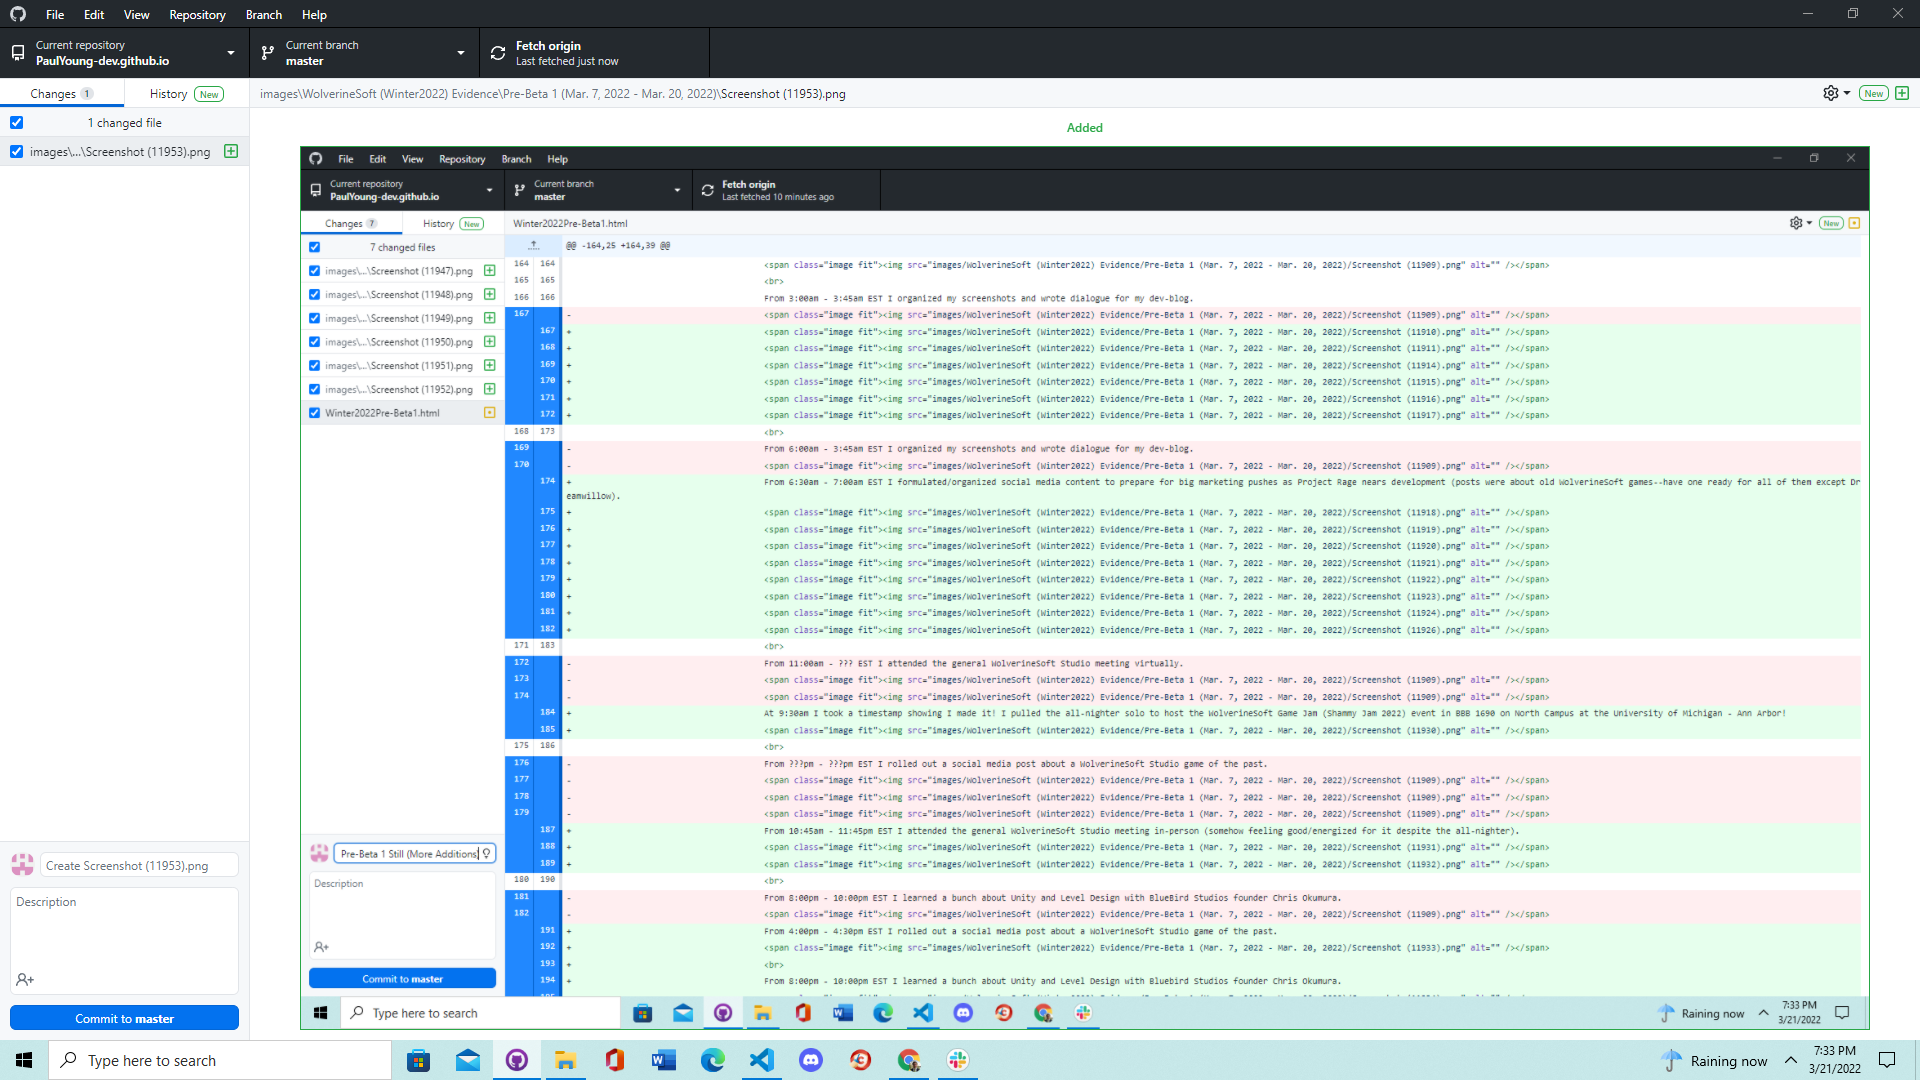 File Edit View Repository Branch Help
Current repository
PaulYoung-dev.github.io
Current branch
master
Fetch origin
Last fetched just now
Changes 1
History New
images\WolverineSoft (Winter2022) Evidence\Pre-Beta 1 (Mar. 7, 2022 - Mar. 20, 2022)\Screenshot (11953).png
New
1 changed file
images\...\Screenshot (11953).png
Added
File Edit View Repository Branch Help
Current repository
PaulYoung-dev.github.io
Current branch
master
Fetch origin
Last fetched 10 minutes ago
Changes 7
History New
Winter2022Pre-Beta1.html
New
7 changed files
images\...\Screenshot (11947).png
images\...\Screenshot (11948).png
images\...\Screenshot (11949).png
images\...\Screenshot (11950).png
images\...\Screenshot (11951).png
images\...\Screenshot (11952).png
Winter2022Pre-Beta1.html
@@ -164,25 +164,39 @@
164 164 <span class="image fit"><img src="images/WolverineSoft (Winter2022) Evidence/Pre-Beta 1 (Mar. 7, 2022 - Mar. 20, 2022)/Screenshot (11909).png" alt="" /></span>
165 165 <br>
166 166 From 3:00am - 3:45am EST I organized my screenshots and wrote dialogue for my dev-blog.
167 - <span class="image fit"><img src="images/WolverineSoft (Winter2022) Evidence/Pre-Beta 1 (Mar. 7, 2022 - Mar. 20, 2022)/Screenshot (11909).png" alt="" /></span>
167 + <span class="image fit"><img src="images/WolverineSoft (Winter2022) Evidence/Pre-Beta 1 (Mar. 7, 2022 - Mar. 20, 2022)/Screenshot (11910).png" alt="" /></span>
168 + <span class="image fit"><img src="images/WolverineSoft (Winter2022) Evidence/Pre-Beta 1 (Mar. 7, 2022 - Mar. 20, 2022)/Screenshot (11911).png" alt="" /></span>
169 + <span class="image fit"><img src="images/WolverineSoft (Winter2022) Evidence/Pre-Beta 1 (Mar. 7, 2022 - Mar. 20, 2022)/Screenshot (11914).png" alt="" /></span>
170 + <span class="image fit"><img src="images/WolverineSoft (Winter2022) Evidence/Pre-Beta 1 (Mar. 7, 2022 - Mar. 20, 2022)/Screenshot (11915).png" alt="" /></span>
171 + <span class="image fit"><img src="images/WolverineSoft (Winter2022) Evidence/Pre-Beta 1 (Mar. 7, 2022 - Mar. 20, 2022)/Screenshot (11916).png" alt="" /></span>
172 + <span class="image fit"><img src="images/WolverineSoft (Winter2022) Evidence/Pre-Beta 1 (Mar. 7, 2022 - Mar. 20, 2022)/Screenshot (11917).png" alt="" /></span>
168 173 <br>
169 - From 6:00am - 3:45am EST I organized my screenshots and wrote dialogue for my dev-blog.
170 - <span class="image fit"><img src="images/WolverineSoft (Winter2022) Evidence/Pre-Beta 1 (Mar. 7, 2022 - Mar. 20, 2022)/Screenshot (11909).png" alt="" /></span>
174 + From 6:30am - 7:00am EST I formulated/organized social media content to prepare for big marketing pushes as Project Rage nears development (posts were about old WolverineSoft games--have one ready for all of them except Dr
eamwillow).
175 + <span class="image fit"><img src="images/WolverineSoft (Winter2022) Evidence/Pre-Beta 1 (Mar. 7, 2022 - Mar. 20, 2022)/Screenshot (11918).png" alt="" /></span>
176 + <span class="image fit"><img src="images/WolverineSoft (Winter2022) Evidence/Pre-Beta 1 (Mar. 7, 2022 - Mar. 20, 2022)/Screenshot (11919).png" alt="" /></span>
177 + <span class="image fit"><img src="images/WolverineSoft (Winter2022) Evidence/Pre-Beta 1 (Mar. 7, 2022 - Mar. 20, 2022)/Screenshot (11920).png" alt="" /></span>
178 + <span class="image fit"><img src="images/WolverineSoft (Winter2022) Evidence/Pre-Beta 1 (Mar. 7, 2022 - Mar. 20, 2022)/Screenshot (11921).png" alt="" /></span>
179 + <span class="image fit"><img src="images/WolverineSoft (Winter2022) Evidence/Pre-Beta 1 (Mar. 7, 2022 - Mar. 20, 2022)/Screenshot (11922).png" alt="" /></span>
180 + <span class="image fit"><img src="images/WolverineSoft (Winter2022) Evidence/Pre-Beta 1 (Mar. 7, 2022 - Mar. 20, 2022)/Screenshot (11923).png" alt="" /></span>
181 + <span class="image fit"><img src="images/WolverineSoft (Winter2022) Evidence/Pre-Beta 1 (Mar. 7, 2022 - Mar. 20, 2022)/Screenshot (11924).png" alt="" /></span>
182 + <span class="image fit"><img src="images/WolverineSoft (Winter2022) Evidence/Pre-Beta 1 (Mar. 7, 2022 - Mar. 20, 2022)/Screenshot (11926).png" alt="" /></span>
171 183 <br>
172 - From 11:00am - ??? EST I attended the general WolverineSoft Studio meeting virtually.
173 - <span class="image fit"><img src="images/WolverineSoft (Winter2022) Evidence/Pre-Beta 1 (Mar. 7, 2022 - Mar. 20, 2022)/Screenshot (11909).png" alt="" /></span>
174 - <span class="image fit"><img src="images/WolverineSoft (Winter2022) Evidence/Pre-Beta 1 (Mar. 7, 2022 - Mar. 20, 2022)/Screenshot (11909).png" alt="" /></span>
184 + At 9:30am I took a timestamp showing I made it! I pulled the all-nighter solo to host the WolverineSoft Game Jam (Shammy Jam 2022) event in BBB 1690 on North Campus at the University of Michigan - Ann Arbor!
185 + <span class="image fit"><img src="images/WolverineSoft (Winter2022) Evidence/Pre-Beta 1 (Mar. 7, 2022 - Mar. 20, 2022)/Screenshot (11930).png" alt="" /></span>
175 186 <br>
176 - From ???pm - ???pm EST I rolled out a social media post about a WolverineSoft Studio game of the past.
177 - <span class="image fit"><img src="images/WolverineSoft (Winter2022) Evidence/Pre-Beta 1 (Mar. 7, 2022 - Mar. 20, 2022)/Screenshot (11909).png" alt="" /></span>
178 - <span class="image fit"><img src="images/WolverineSoft (Winter2022) Evidence/Pre-Beta 1 (Mar. 7, 2022 - Mar. 20, 2022)/Screenshot (11909).png" alt="" /></span>
179 - <span class="image fit"><img src="images/WolverineSoft (Winter2022) Evidence/Pre-Beta 1 (Mar. 7, 2022 - Mar. 20, 2022)/Screenshot (11909).png" alt="" /></span>
187 + From 10:45am - 11:45pm EST I attended the general WolverineSoft Studio meeting in-person (somehow feeling good/energized for it despite the all-nighter).
188 + <span class="image fit"><img src="images/WolverineSoft (Winter2022) Evidence/Pre-Beta 1 (Mar. 7, 2022 - Mar. 20, 2022)/Screenshot (11931).png" alt="" /></span>
189 + <span class="image fit"><img src="images/WolverineSoft (Winter2022) Evidence/Pre-Beta 1 (Mar. 7, 2022 - Mar. 20, 2022)/Screenshot (11932).png" alt="" /></span>
180 190 <br>
181 - From 8:00pm - 10:00pm EST I learned a bunch about Unity and Level Design with BlueBird Studios founder Chris Okumura.
182 - <span class="image fit"><img src="images/WolverineSoft (Winter2022) Evidence/Pre-Beta 1 (Mar. 7, 2022 - Mar. 20, 2022)/Screenshot (11909).png" alt="" /></span>
191 + From 4:00pm - 4:30pm EST I rolled out a social media post about a WolverineSoft Studio game of the past.
192 + <span class="image fit"><img src="images/WolverineSoft (Winter2022) Evidence/Pre-Beta 1 (Mar. 7, 2022 - Mar. 20, 2022)/Screenshot (11933).png" alt="" /></span>
193 + <br>
194 + From 8:00pm - 10:00pm EST I learned a bunch about Unity and Level Design with Bluebird Studios founder Chris Okumura.
Pre-Beta 1 Still (More Additions
Description
Commit to master
Type here to search
Raining now
7:33 PM
3/21/2022
Create Screenshot (11953).png
Description
Commit to master
Type here to search
Raining now
7:33 PM
3/21/2022